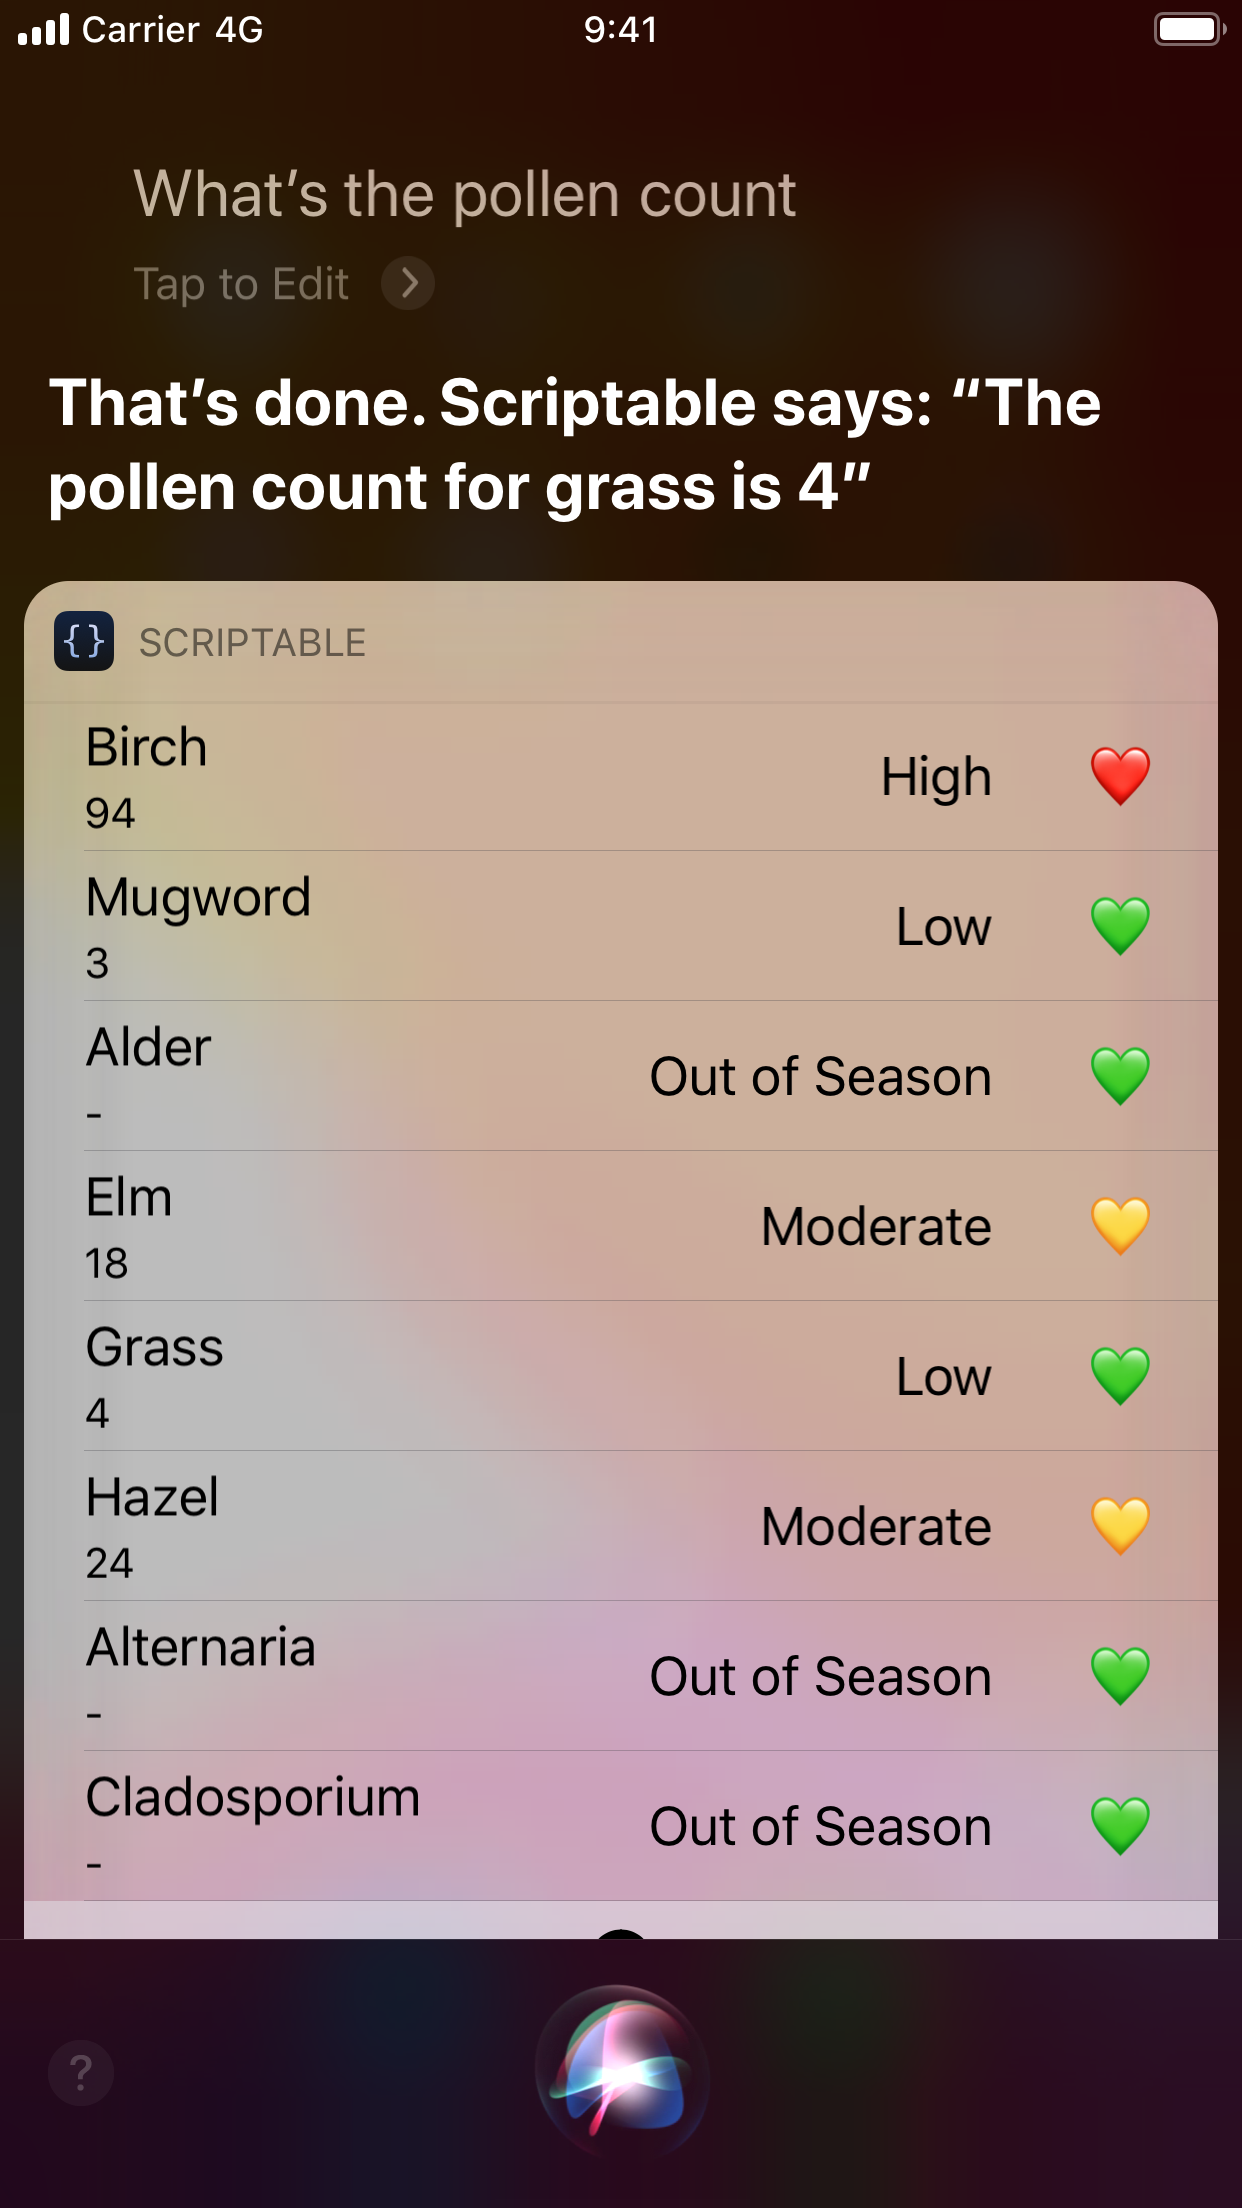 Carrier 4G 9:41
What’s the pollen count
Tap to Edit
That’s done. Scriptable says: “The
pollen count for grass is 4”
{} SCRIPTABLE
Birch
94
High
Mugword
3
Low
Alder
-
Out of Season
Elm
18
Moderate
Grass
4
Low
Hazel
24
Moderate
Alternaria
-
Out of Season
Cladosporium
-
Out of Season
?